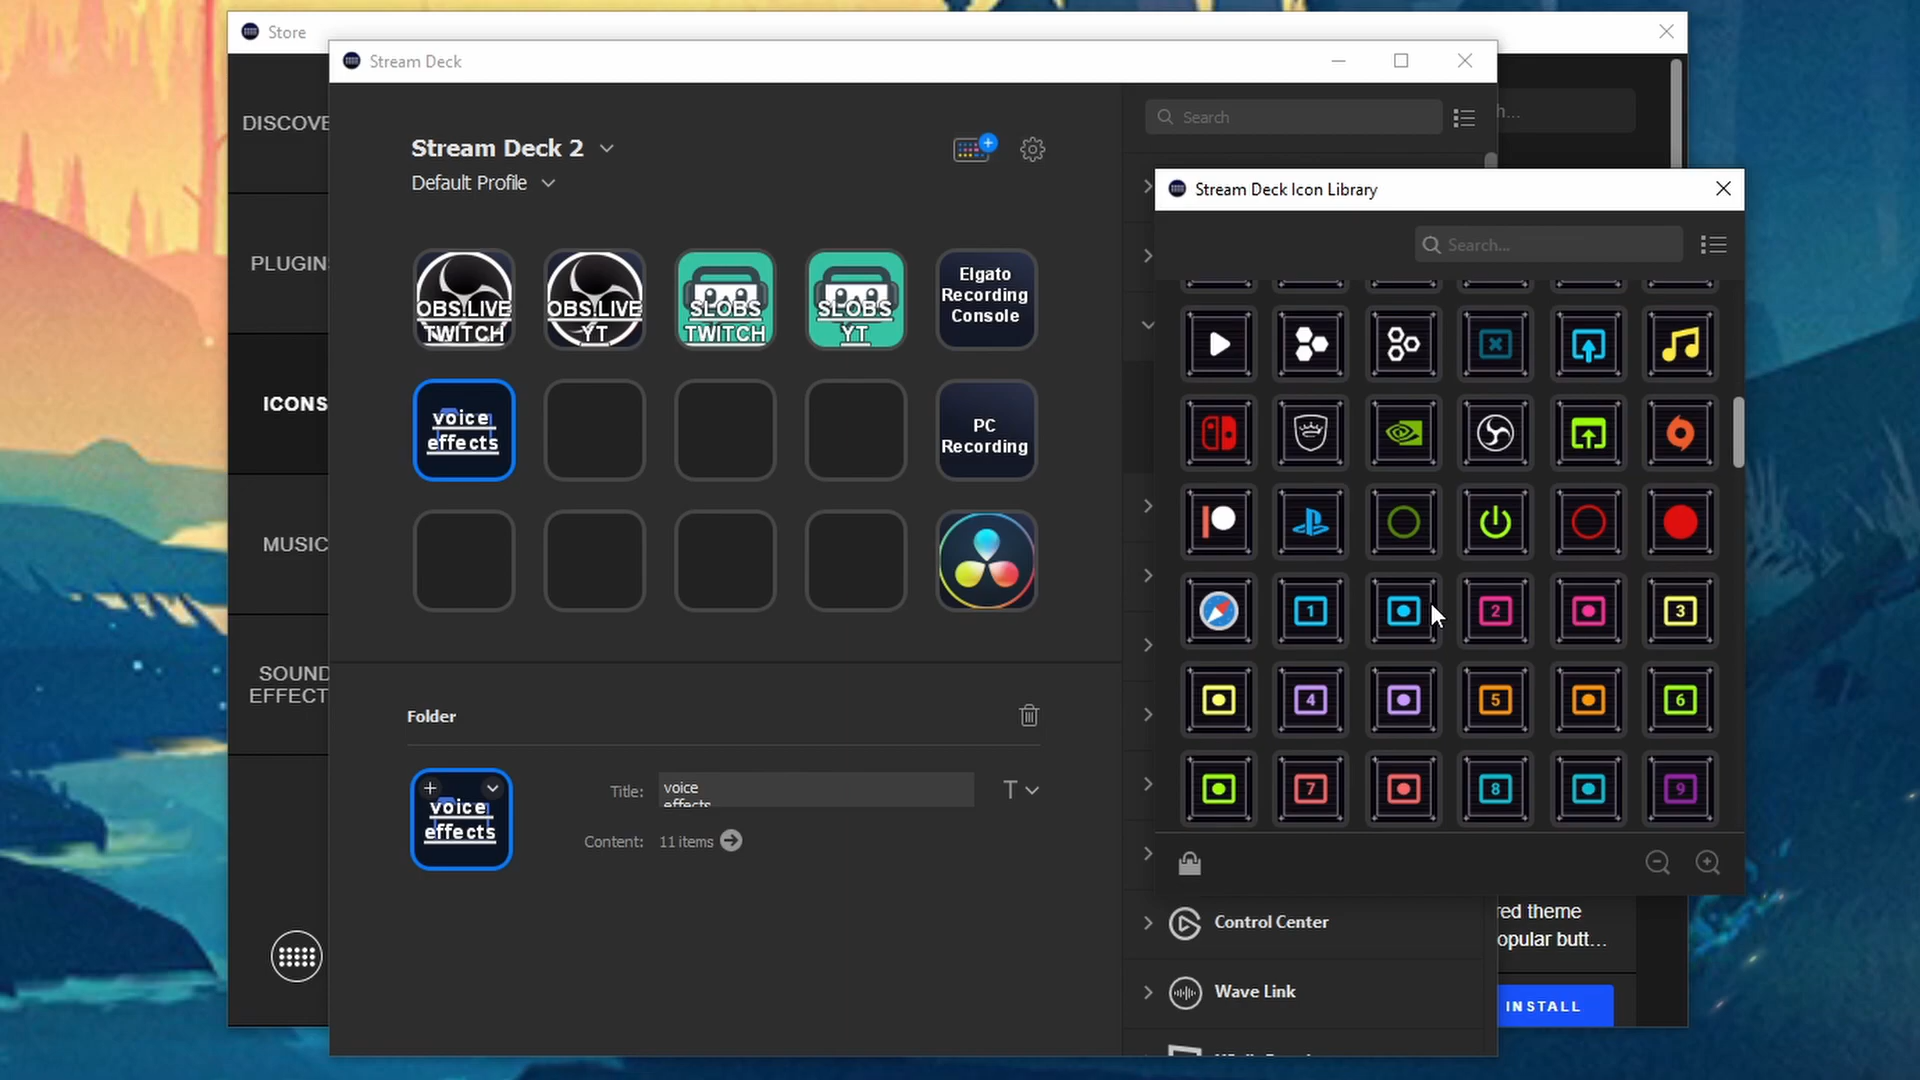 Store
Stream Deck
DISCOVE
PLUGIN
ICONS
MUSIC
SOUND
EFFECT
Stream Deck 2
Default Profile
Search
OBS.LIVE
TWITCH
OBS.LIVE
YT
SLOBS
TWITCH
SLOBS
YT
Elgato
Recording
Console
voice
effects
PC
Recording
Folder
voice
effects
Title:
voice
effects
T
Content:
11 items
Stream Deck Icon Library
Search...
1
2
3
4
5
6
7
8
9
Control Center
Wave Link
h...
red theme
opular butt...
INSTALL